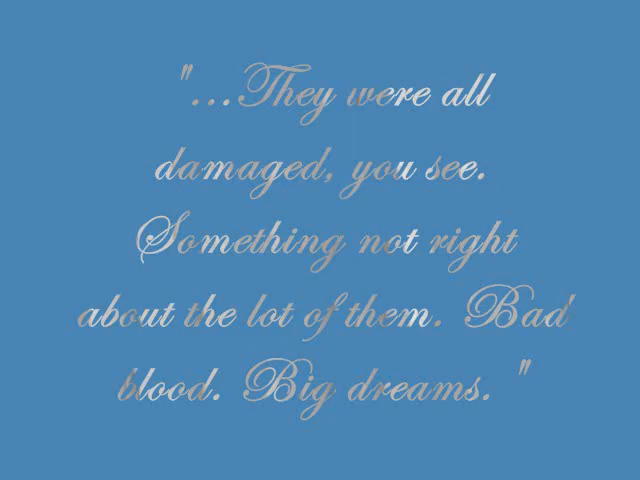 "...They were all
damaged, you see.
Something not right
about the lot of them. Bad
blood. Big dreams. "